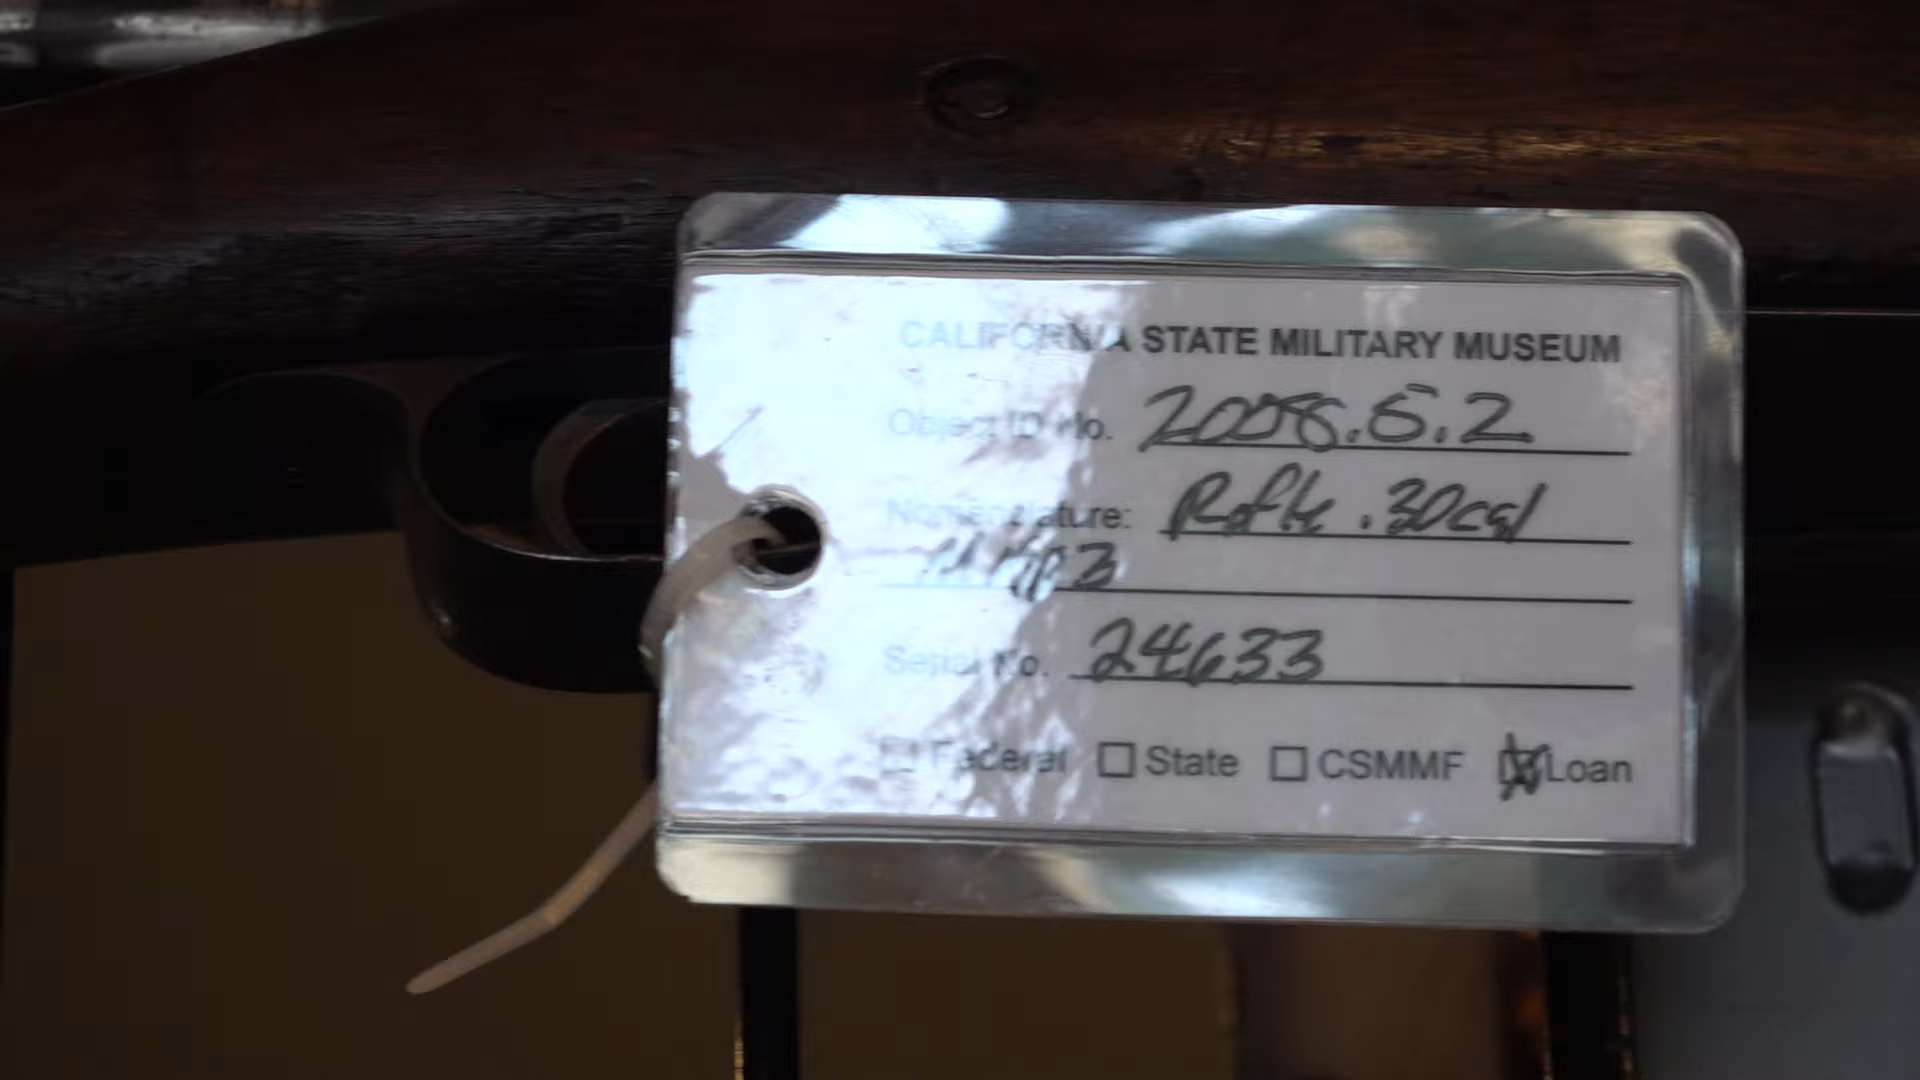 CALIFORNIA STATE MILITARY MUSEUM
Object ID No. 2008.5.2
Nomenclature: Rifle .30cal
M1903
Serial No. 24633
☐ Federal ☐ State ☐ CSMMF ☒ Loan